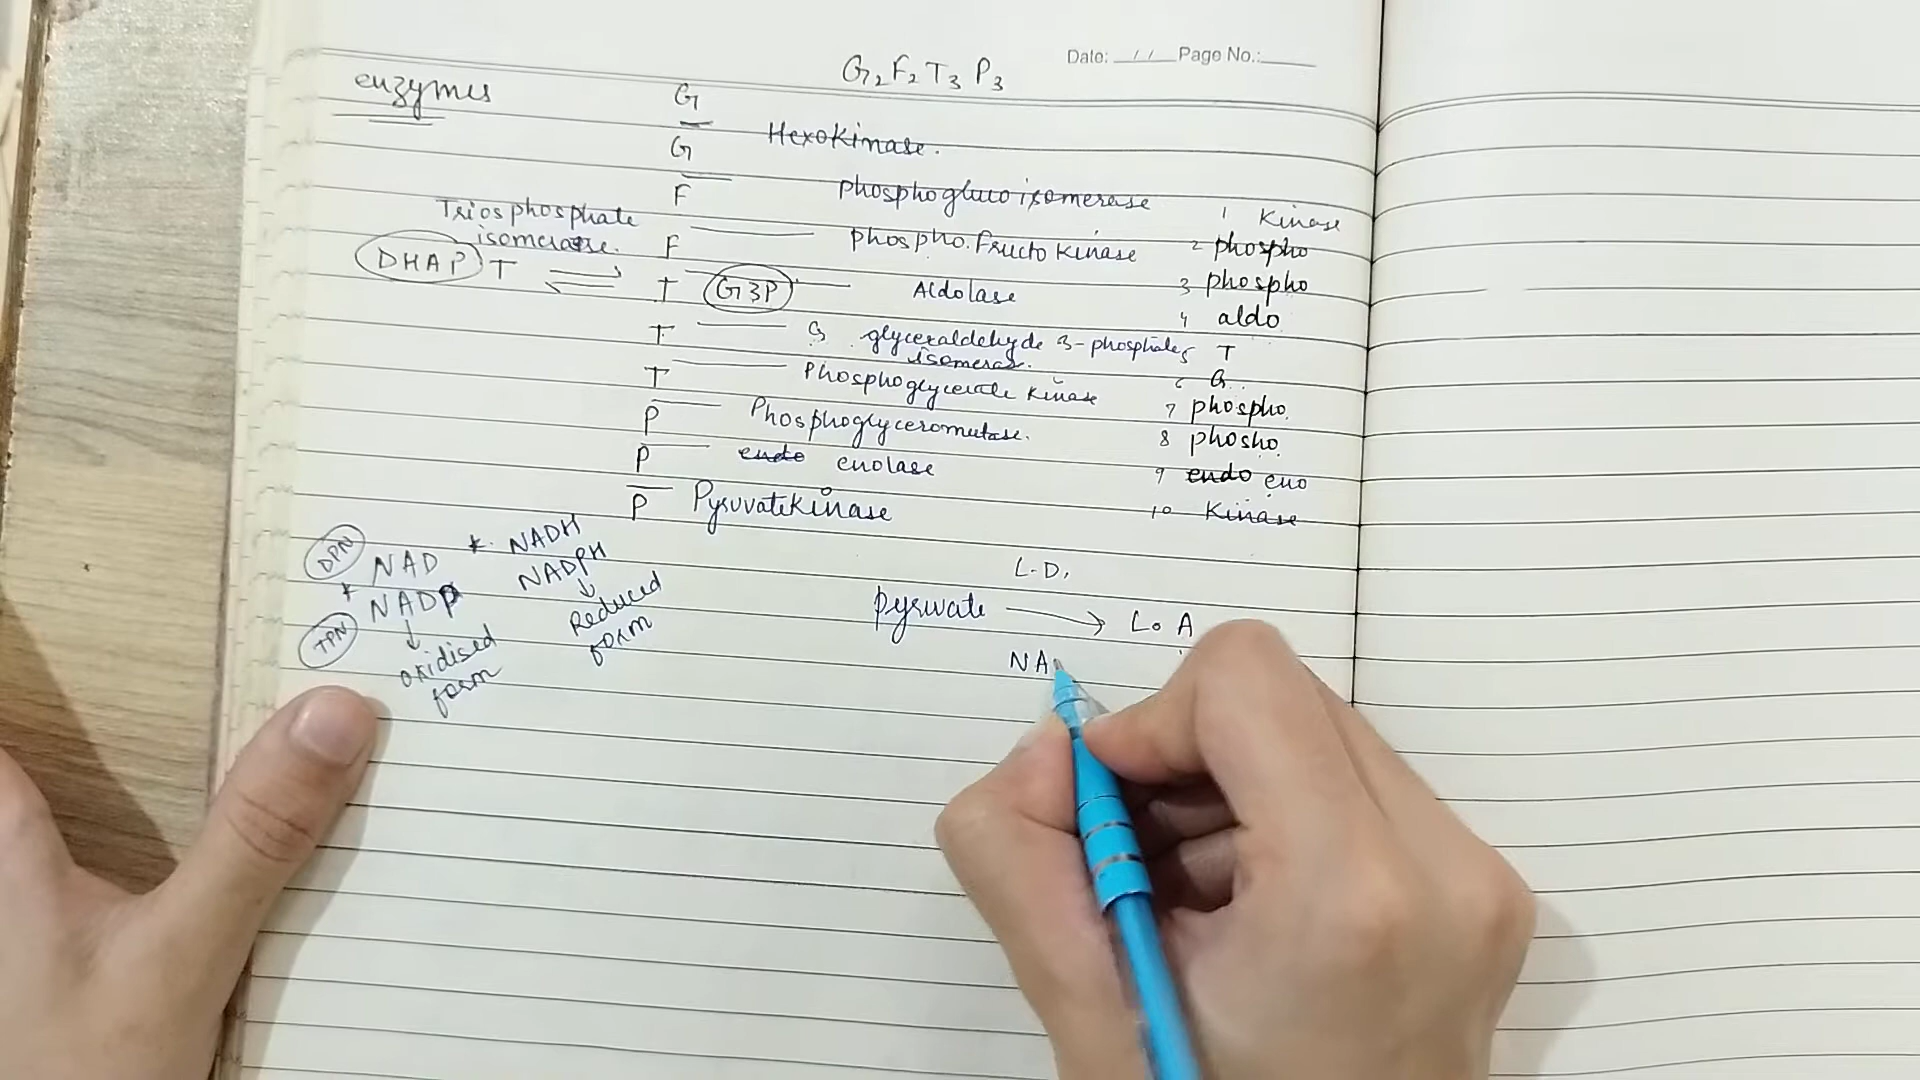 Date: / / Page No.:
G₂ F₂ T₃ P₃
enzymes
G
Hexokinase.
G
phosphogluco isomerase
F
phospho.Fructo kinase
Triosphosphate
isomerase.
F
DHAP T ⇌ T G3P
Aldolase
T
G glyceraldehyde 3-phosphate
isomeras.
T
Phosphoglycerate kinase
P
Phosphoglyceromutase.
P
endo enolase
P
Pyruvatekinase
1 Kinase
2 phospho
3 phospho
4 aldo
5 T
6 G..
7 phospho.
8 phosho.
9 endo eno
10 Kinase
DPN
* NAD
NADP
TPN
↓
oxidised
form
* NADH
NADPH
↓
Reduced
form
L.D.
pyruvate → L. A
NA